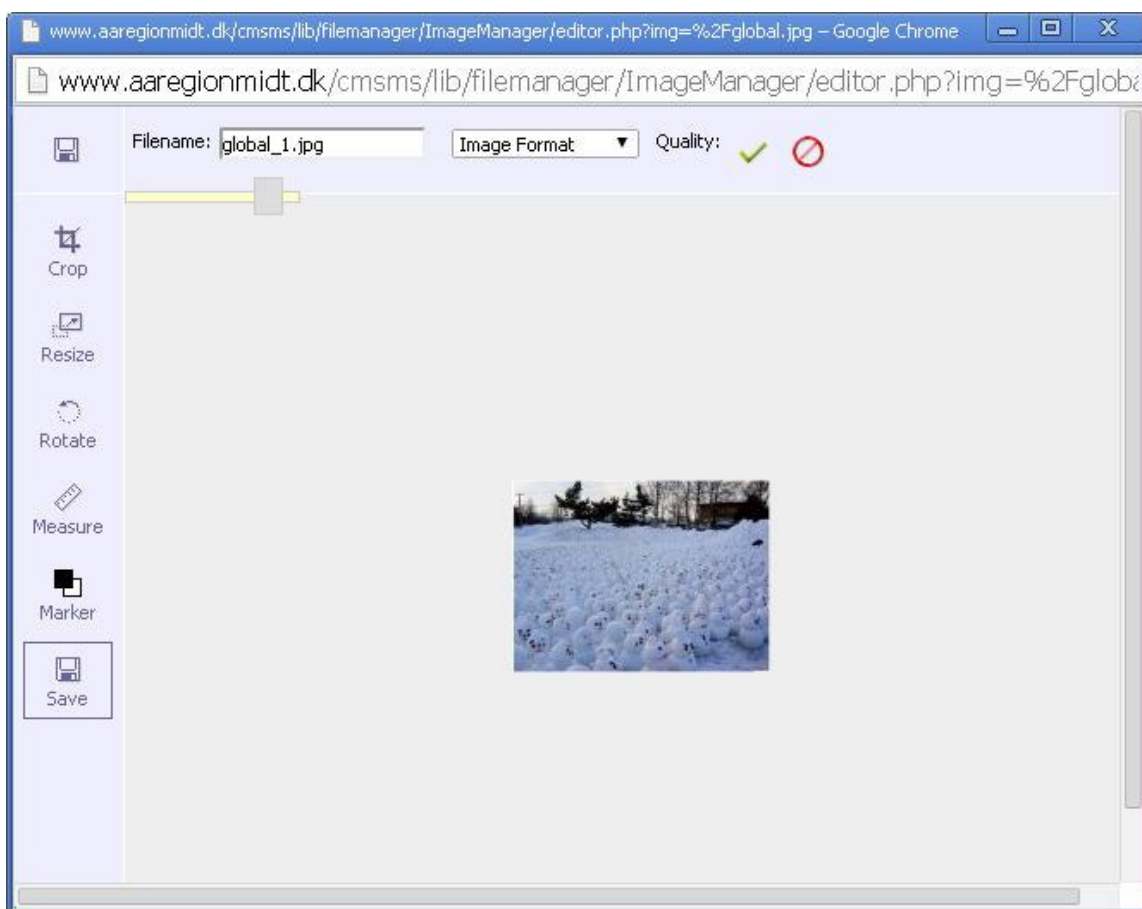 www.aaregionmidt.dk/cmsms/lib/filemanager/ImageManager/editor.php?img=%2Fglobal.jpg – Google Chrome
www.aaregionmidt.dk/cmsms/lib/filemanager/ImageManager/editor.php?img=%2Fgloba
Filename: global_1.jpg Image Format Quality:
Crop
Resize
Rotate
Measure
Marker
Save